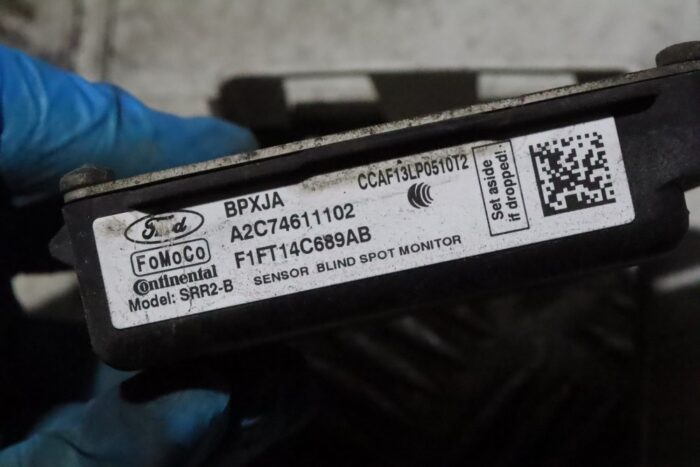 Ford
FoMoCo
Continental
Model: SRR2-B
BPXJA
A2C74611102
F1FT14C689AB
SENSOR BLIND SPOT MONITOR
CCAF13LP0510T2
Set aside
if dropped!